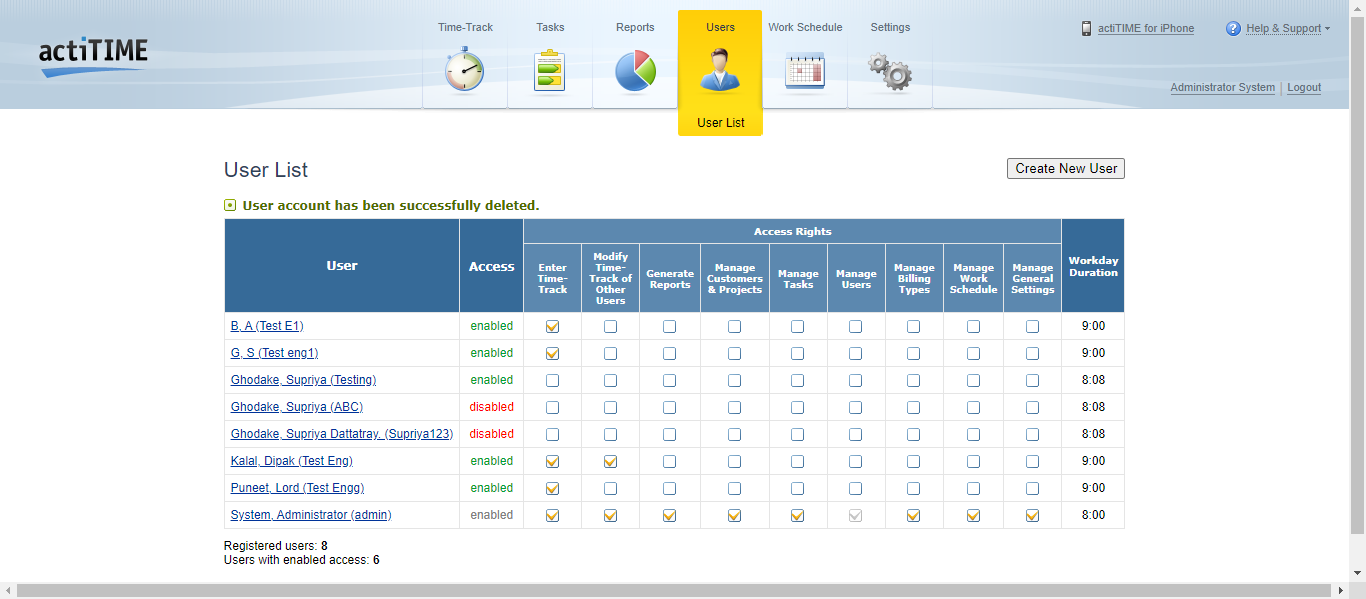 actiTIME
Time-Track Tasks Reports Users Work Schedule Settings
actiTIME for iPhone Help & Support
Administrator System Logout
User List
User List
Create New User
User account has been successfully deleted.
User Access Access Rights Workday Duration
Enter Time-Track Modify Time-Track of Other Users Generate Reports Manage Customers & Projects Manage Tasks Manage Users Manage Billing Types Manage Work Schedule Manage General Settings
B, A (Test E1) enabled 9:00
G, S (Test eng1) enabled 9:00
Ghodake, Supriya (Testing) enabled 8:08
Ghodake, Supriya (ABC) disabled 8:08
Ghodake, Supriya Dattatray. (Supriya123) disabled 8:08
Kalal, Dipak (Test Eng) enabled 9:00
Puneet, Lord (Test Engg) enabled 9:00
System, Administrator (admin) enabled 8:00
Registered users: 8
Users with enabled access: 6